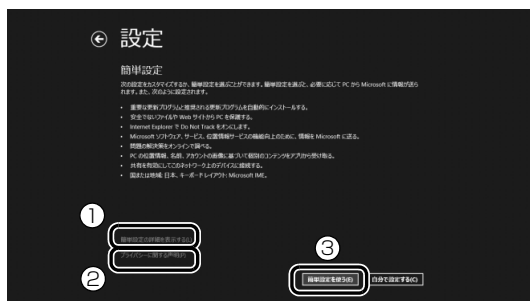 設定
簡単設定
次の設定をカスタマイズするか、簡単設定を選ぶことができます。簡単設定を選ぶと、必要に応じて PC から Microsoft に情報が送ら
れます。また、次のように設定されます。
• 重要な更新プログラムと推奨される更新プログラムを自動的にインストールする。
• 安全でないファイルや Web サイトから PC を保護する。
• Internet Explorer で Do Not Track をオンにします。
• Microsoft ソフトウェア、サービス、位置情報サービスの機能向上のために、情報を Microsoft に送る。
• 問題の解決策をオンラインで調べる。
• PC の位置情報、名前、アカウントの画像に基づいて個別のコンテンツをアプリから受け取る。
• 共有を有効にしてこのネットワーク上のデバイスに接続する。
• 国または地域: 日本、キーボード レイアウト: Microsoft IME。
①
簡単設定の詳細を表示する(L)
プライバシーに関する声明(P)
②
③
簡単設定を使う(E)
自分で設定する(C)